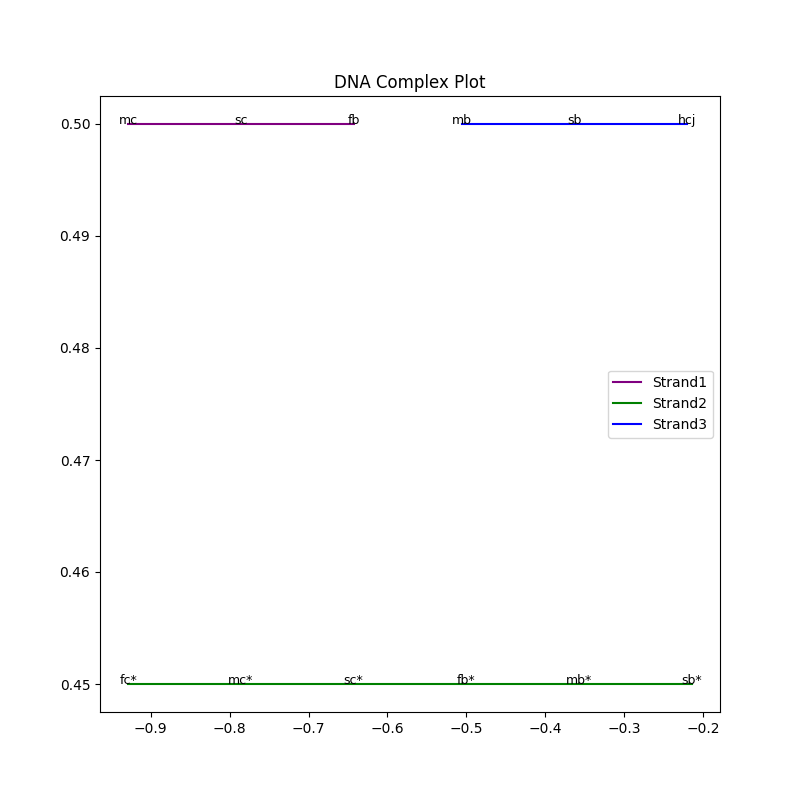 DNA Complex Plot
mc sc fb mb sb hcj
0.50
0.49
0.48
0.47
0.46
0.45
Strand1
Strand2
Strand3
fc* mc* sc* fb* mb* sb*
−0.9 −0.8 −0.7 −0.6 −0.5 −0.4 −0.3 −0.2